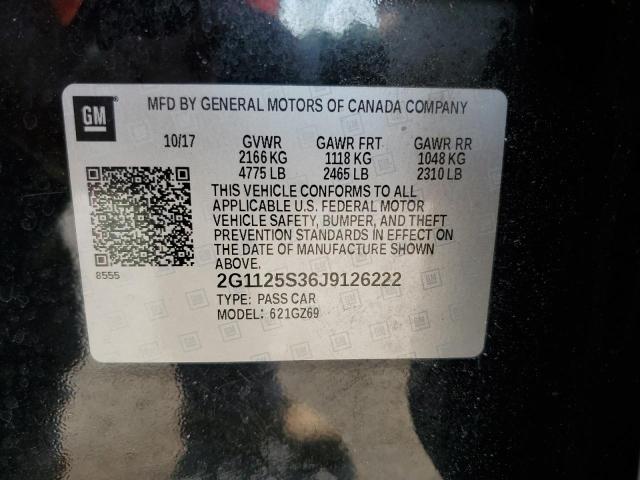 GM
MFD BY GENERAL MOTORS OF CANADA COMPANY
10/17 GVWR GAWR FRT GAWR RR
2166 KG 1118 KG 1048 KG
4775 LB 2465 LB 2310 LB
THIS VEHICLE CONFORMS TO ALL
APPLICABLE U.S. FEDERAL MOTOR
VEHICLE SAFETY, BUMPER, AND THEFT
PREVENTION STANDARDS IN EFFECT ON
THE DATE OF MANUFACTURE SHOWN
ABOVE.
8555
2G1125S36J9126222
TYPE: PASS CAR
MODEL: 621GZ69